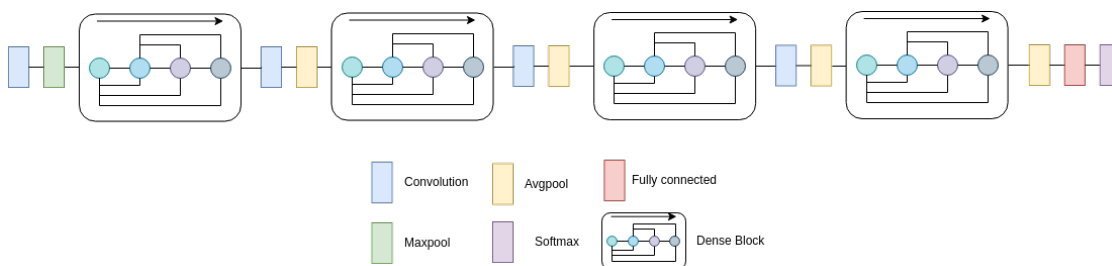 Convolution
Avgpool
Fully connected
Maxpool
Softmax
Dense Block